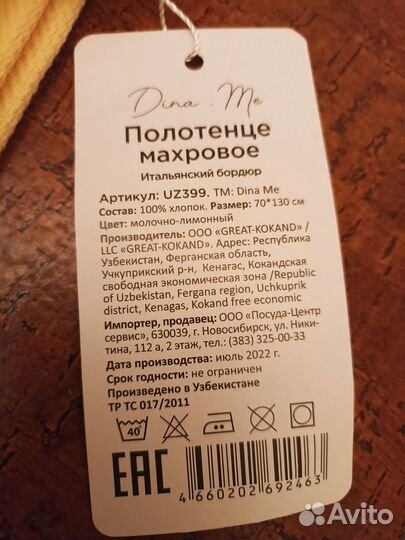 Dina . Me
Полотенце
махровое
Итальянский бордюр
Артикул: UZ399. ТМ: Dina Me
Состав: 100% хлопок. Размер: 70*130 см
Цвет: молочно-лимонный
Производитель: ООО «GREAT-KOKAND» /
LLC «GREAT-KOKAND». Адрес: Республика
Узбекистан, Ферганская область,
Учкуприкский р-н, Кенагас, Кокандская
свободная экономическая зона /Republic
of Uzbekistan, Fergana region, Uchkuprik
district, Kenagas, Kokand free economic
Импортер, продавец: ООО «Посуда-Центр
сервис», 630039, г. Новосибирск, ул. Ники-
тина, 112 а, 2 этаж, тел.: (383) 325-00-33
Дата производства: июль 2022 г.
Срок годности: не ограничен
Произведено в Узбекистане
ТР ТС 017/2011
40°
EAC
4 660202 692463
Avito